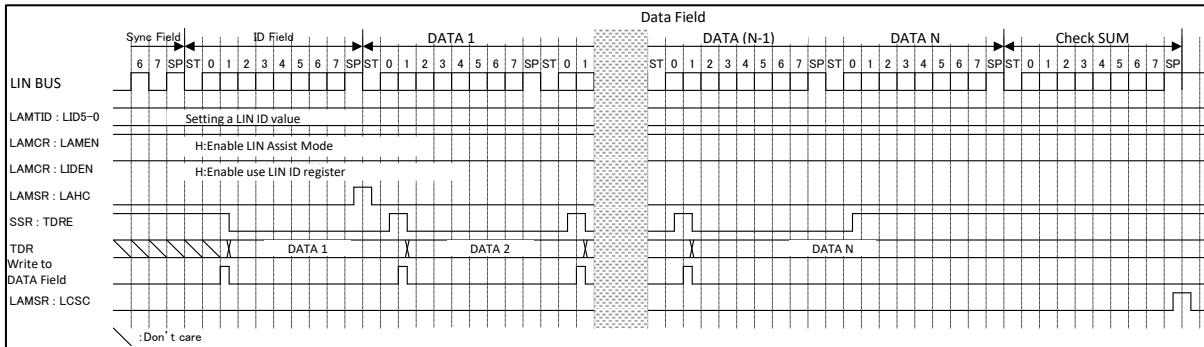 Data Field
Sync Field ID Field DATA 1 DATA (N-1) DATA N Check SUM
6 7 SP ST 0 1 2 3 4 5 6 7 SP ST 0 1 2 3 4 5 6 7 SP ST 0 1 ST 0 1 2 3 4 5 6 7 SP ST 0 1 2 3 4 5 6 7 SP ST 0 1 2 3 4 5 6 7 SP
LIN BUS
LAMTID : LID5-0 Setting a LIN ID value
LAMCR : LAMEN H:Enable LIN Assist Mode
LAMCR : LIDEN H:Enable use LIN ID register
LAMSR : LAHC
SSR : TDRE
TDR DATA 1 DATA 2 DATA N
Write to
DATA Field
LAMSR : LCSC
:Don't care